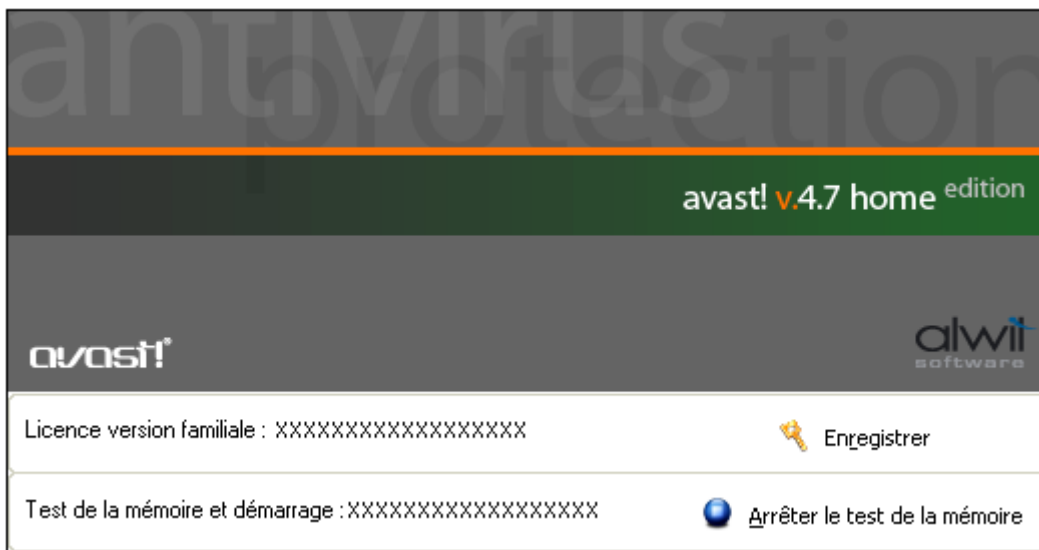 antivirus
protection
avast! v.4.7 home edition
avast!®
alwil
software
Licence version familiale : XXXXXXXXXXXXXXXXXX
Enregistrer
Test de la mémoire et démarrage : XXXXXXXXXXXXXXXXXX
Arrêter le test de la mémoire